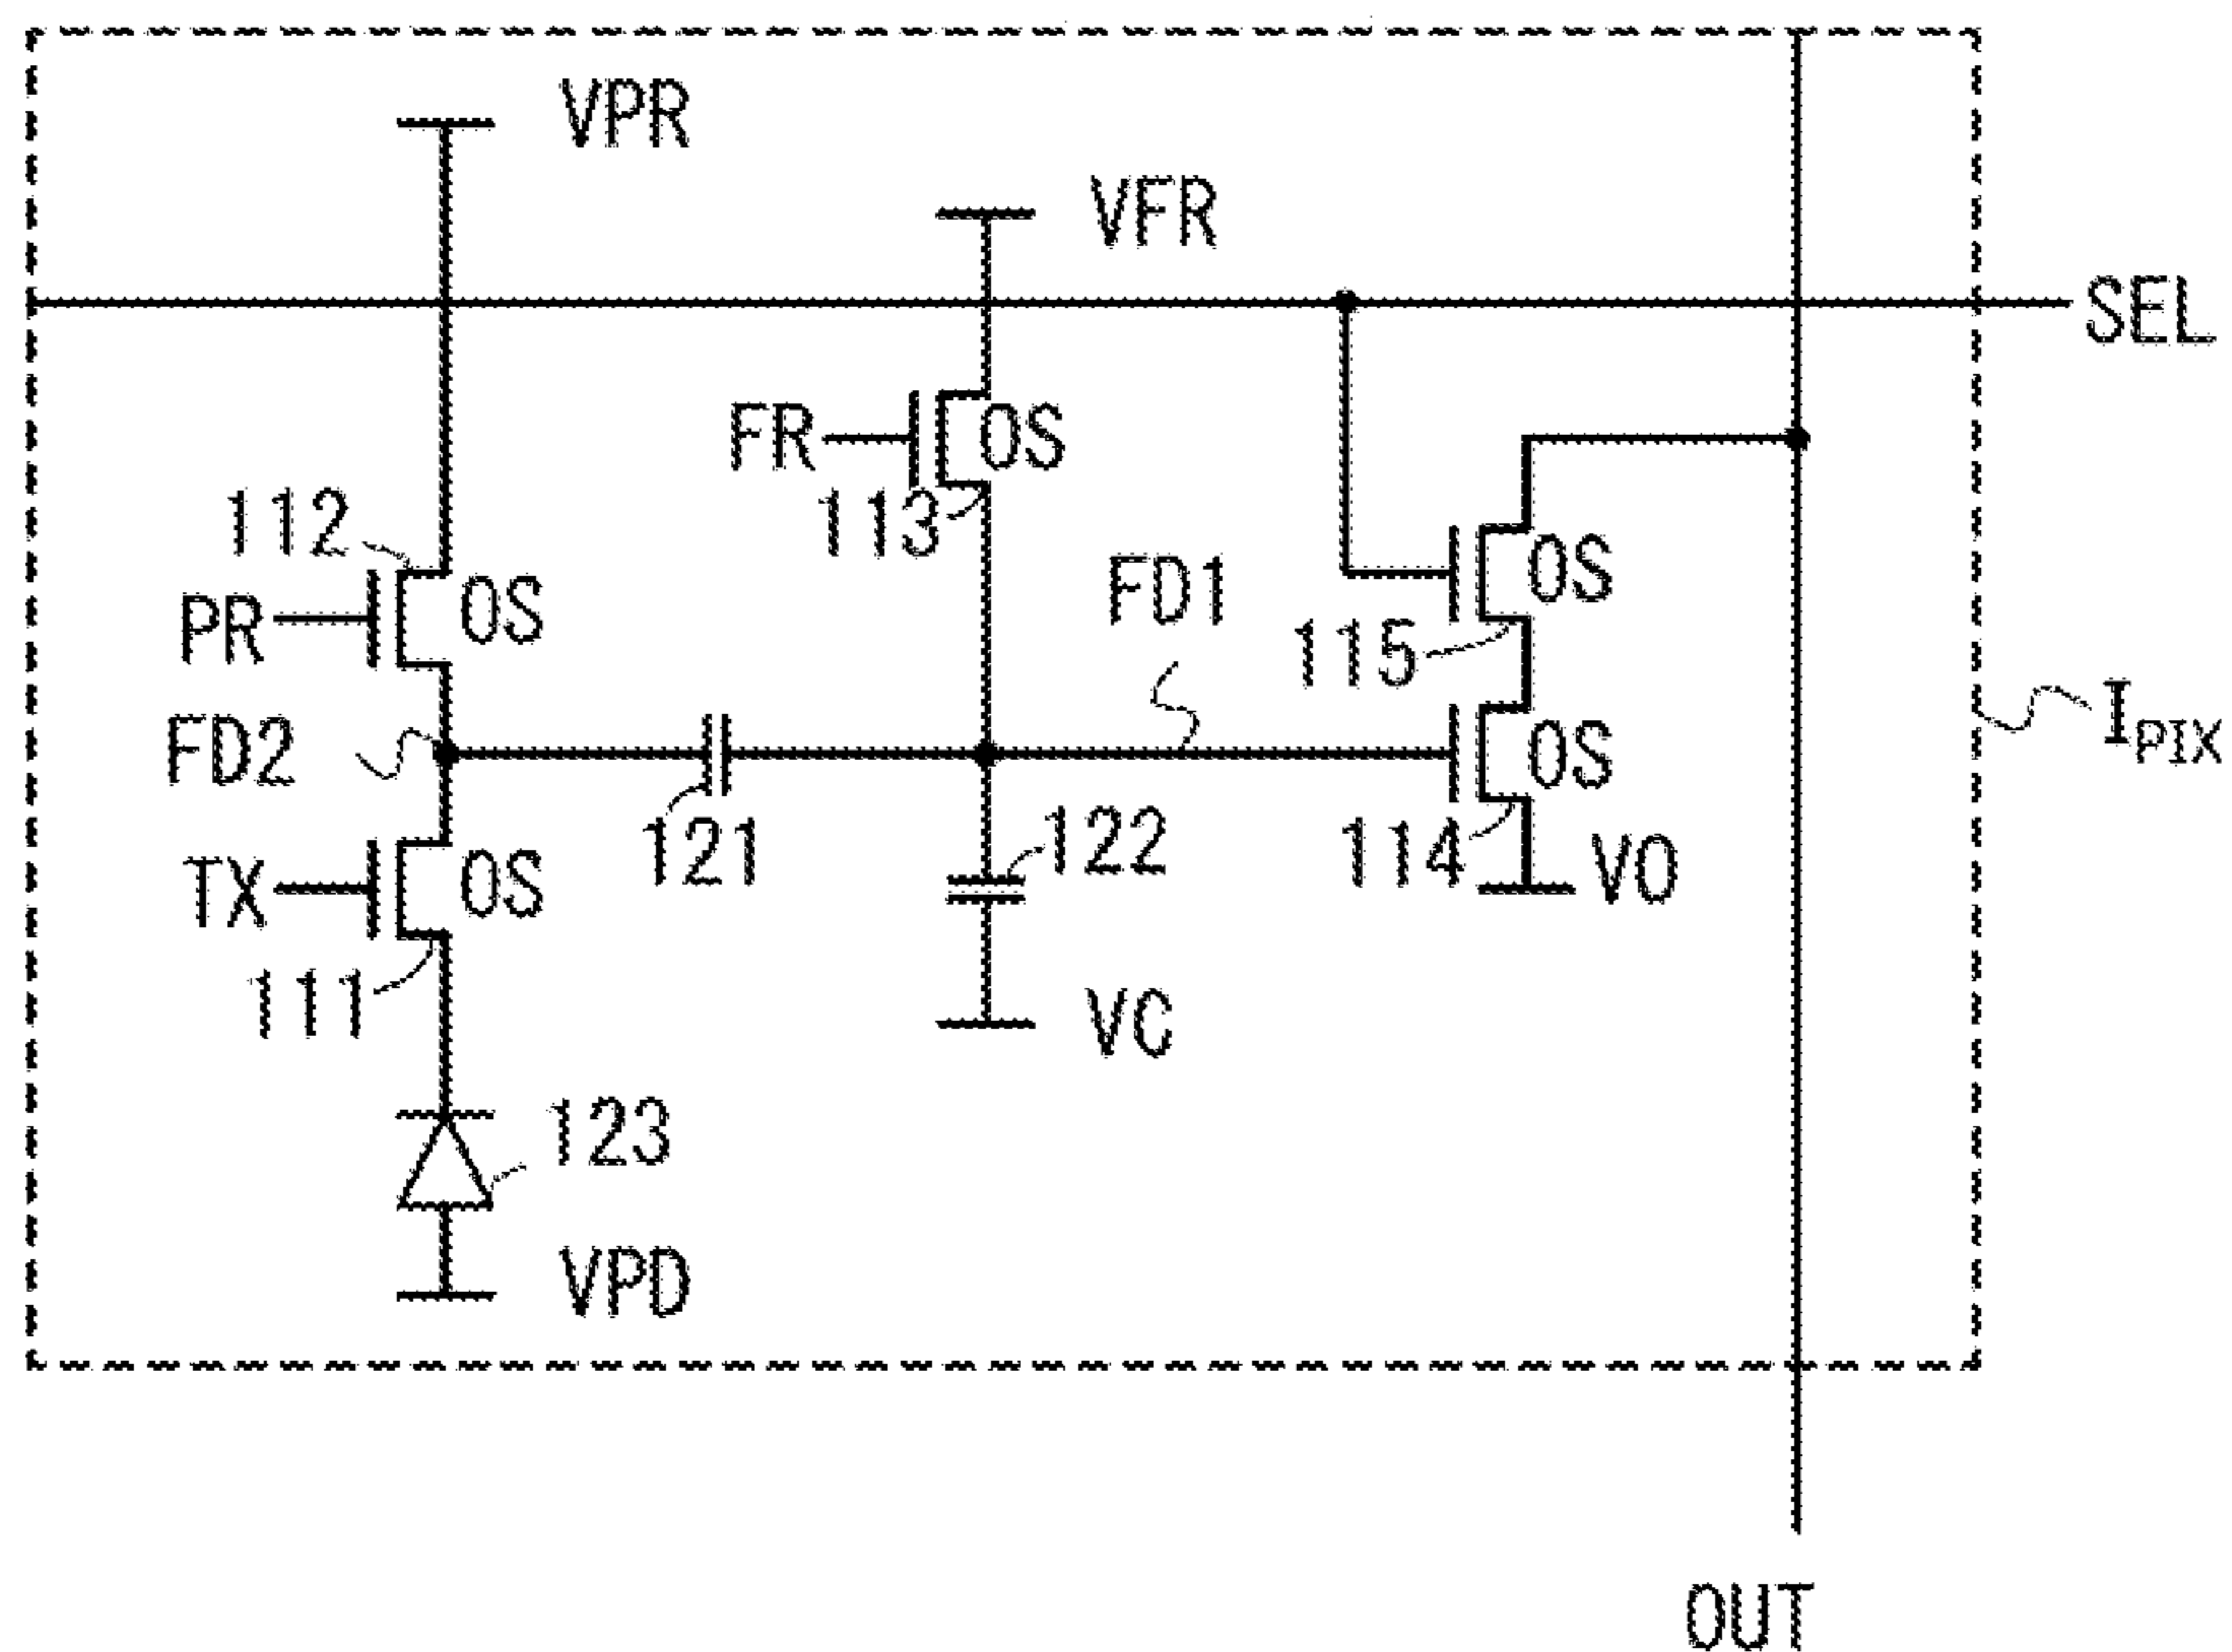 VPR
VFR
SEL
FR
OS
112
113
PR
OS
FD1
OS
115
FD2
OS
I_PIX
121
122
114
VO
TX
OS
111
VC
123
VPD
OUT